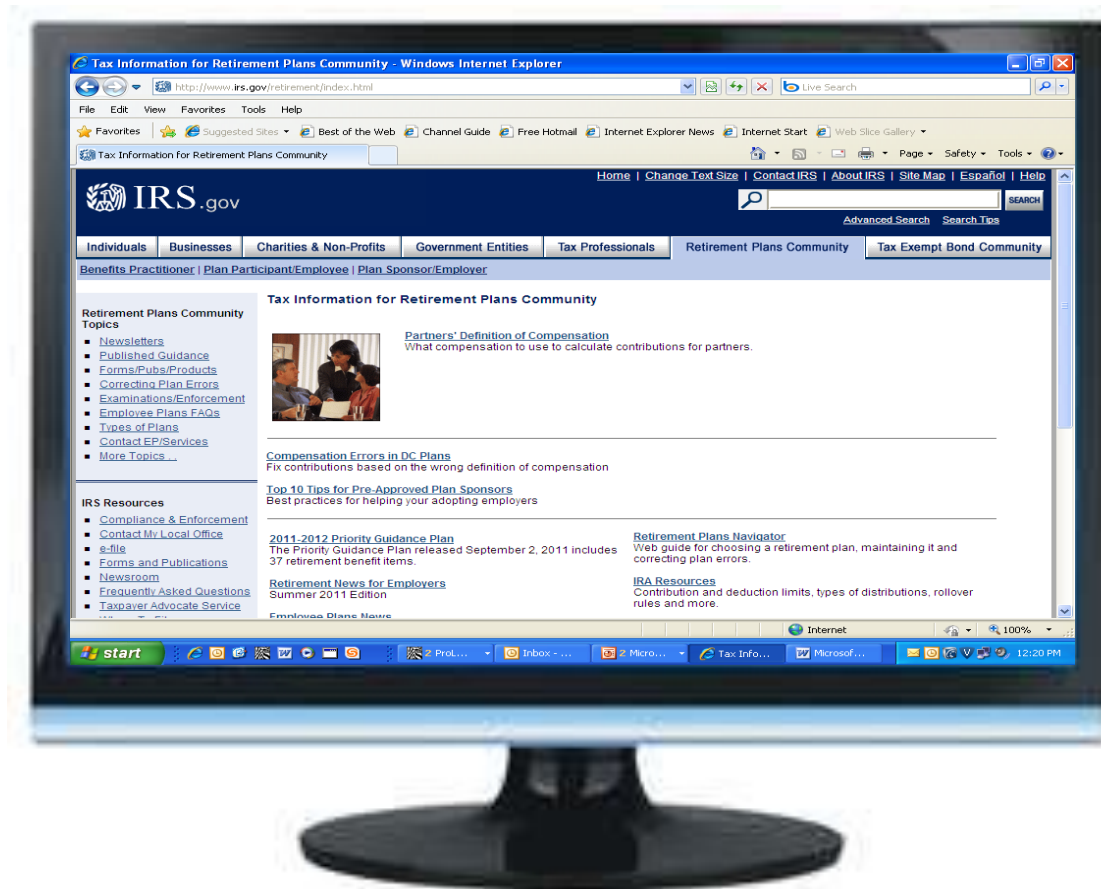 Tax Information for Retirement Plans Community - Windows Internet Explorer
http://www.irs.gov/retirement/index.html
Live Search
File Edit View Favorites Tools Help
Favorites Suggested Sites Best of the Web Channel Guide Free Hotmail Internet Explorer News Internet Start Web Slice Gallery
Tax Information for Retirement Plans Community
Page Safety Tools
Home | Change Text Size | Contact IRS | About IRS | Site Map | Español | Help
IRS.gov
SEARCH
Advanced Search Search Tips
Individuals Businesses Charities & Non-Profits Government Entities Tax Professionals Retirement Plans Community Tax Exempt Bond Community
Benefits Practitioner | Plan Participant/Employee | Plan Sponsor/Employer
Retirement Plans Community
Topics
Newsletters
Published Guidance
Forms/Pubs/Products
Correcting Plan Errors
Examinations/Enforcement
Employee Plans FAQs
Types of Plans
Contact EP/Services
More Topics . .
IRS Resources
Compliance & Enforcement
Contact My Local Office
e-file
Forms and Publications
Newsroom
Frequently Asked Questions
Taxpayer Advocate Service
Tax Information for Retirement Plans Community
Partners' Definition of Compensation
What compensation to use to calculate contributions for partners.
Compensation Errors in DC Plans
Fix contributions based on the wrong definition of compensation
Top 10 Tips for Pre-Approved Plan Sponsors
Best practices for helping your adopting employers
2011-2012 Priority Guidance Plan
The Priority Guidance Plan released September 2, 2011 includes
37 retirement benefit items.
Retirement News for Employers
Summer 2011 Edition
Employee Plans News
Retirement Plans Navigator
Web guide for choosing a retirement plan, maintaining it and
correcting plan errors.
IRA Resources
Contribution and deduction limits, types of distributions, rollover
rules and more.
Internet
100%
start
2 ProL...
Inbox - ...
2 Micro...
Tax Info...
Microsof...
12:20 PM